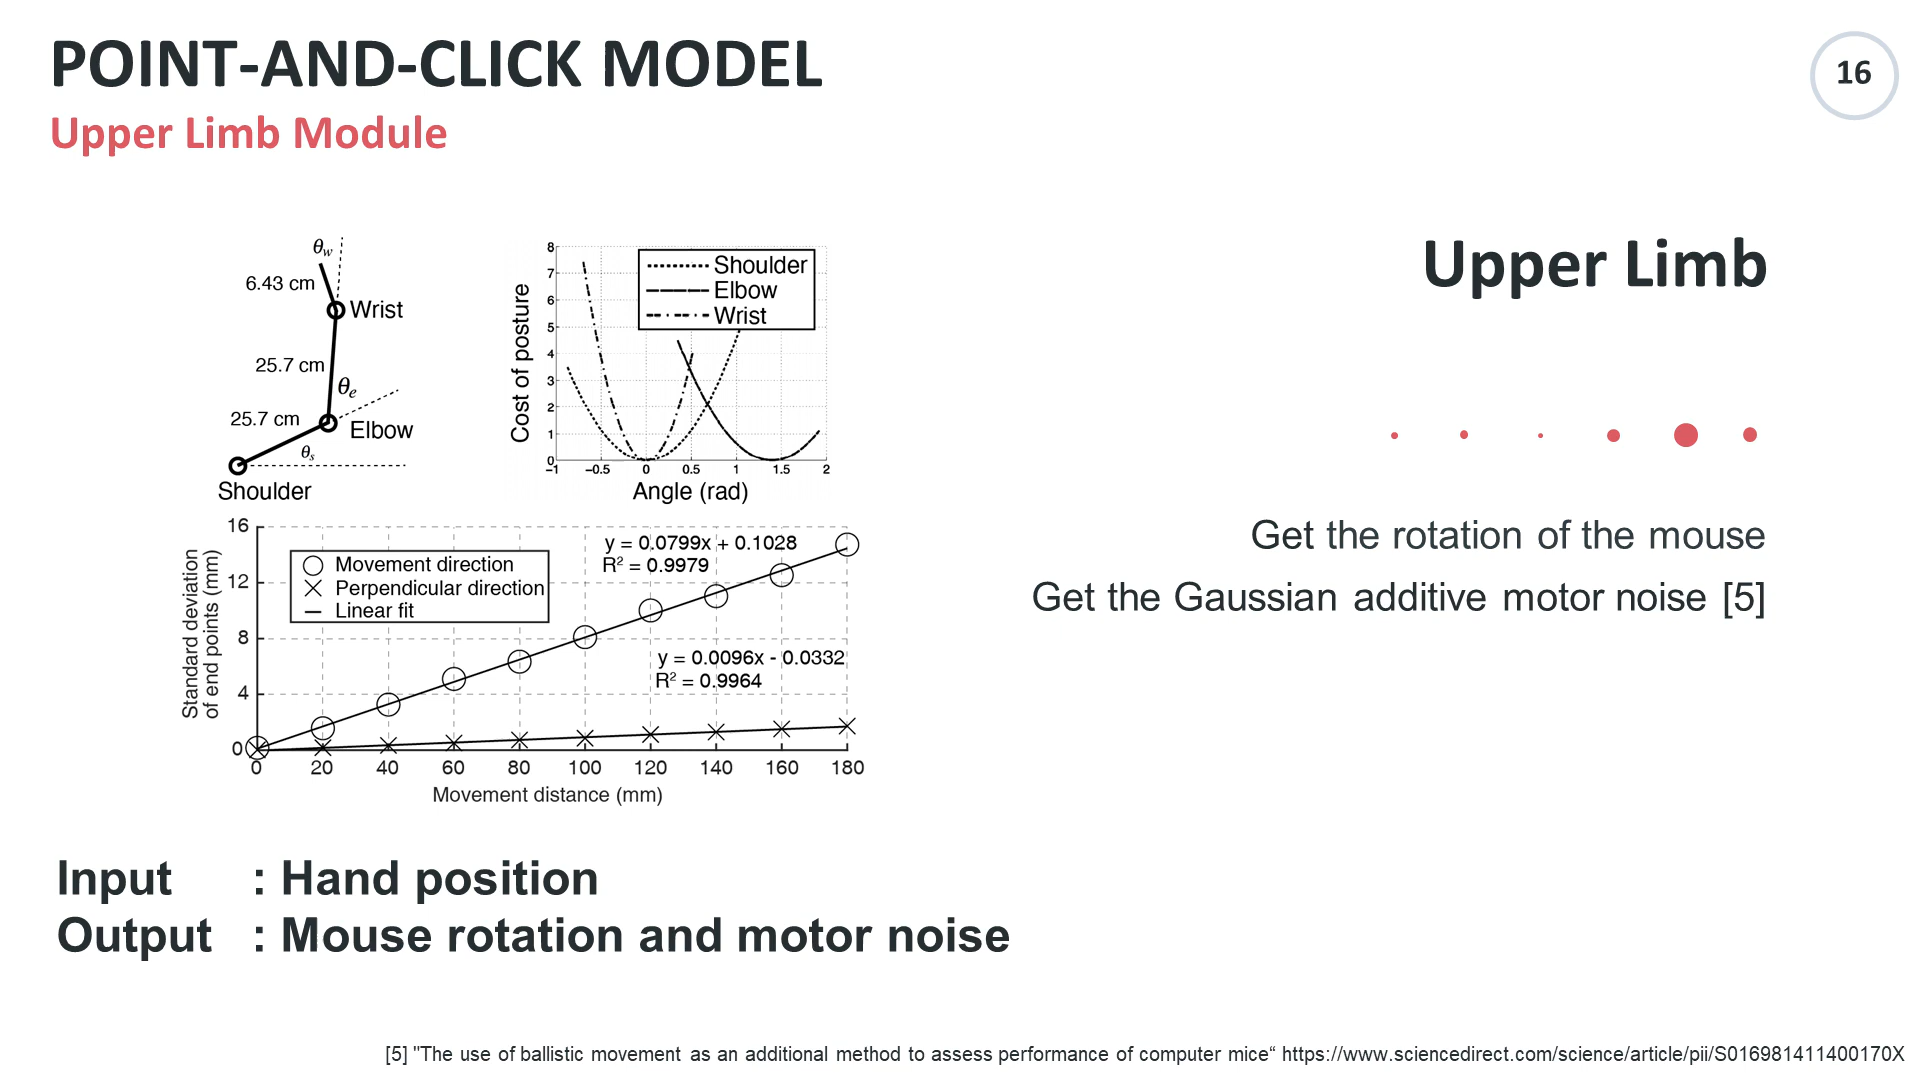 POINT-AND-CLICK MODEL
16
Upper Limb Module
θw
6.43 cm
Wrist
25.7 cm
θe
25.7 cm
Elbow
θs
Shoulder
Cost of posture
8
7
6
5
4
3
2
1
0
Shoulder
Elbow
Wrist
−1 −0.5 0 0.5 1 1.5 2
Angle (rad)
Upper Limb
Get the rotation of the mouse
Get the Gaussian additive motor noise [5]
Standard deviation
of end points (mm)
16
12
8
4
0
Movement direction
Perpendicular direction
Linear fit
y = 0.0799x + 0.1028
R² = 0.9979
y = 0.0096x - 0.0332
R² = 0.9964
0 20 40 60 80 100 120 140 160 180
Movement distance (mm)
Input : Hand position
Output : Mouse rotation and motor noise
[5] "The use of ballistic movement as an additional method to assess performance of computer mice“ https://www.sciencedirect.com/science/article/pii/S016981411400170X